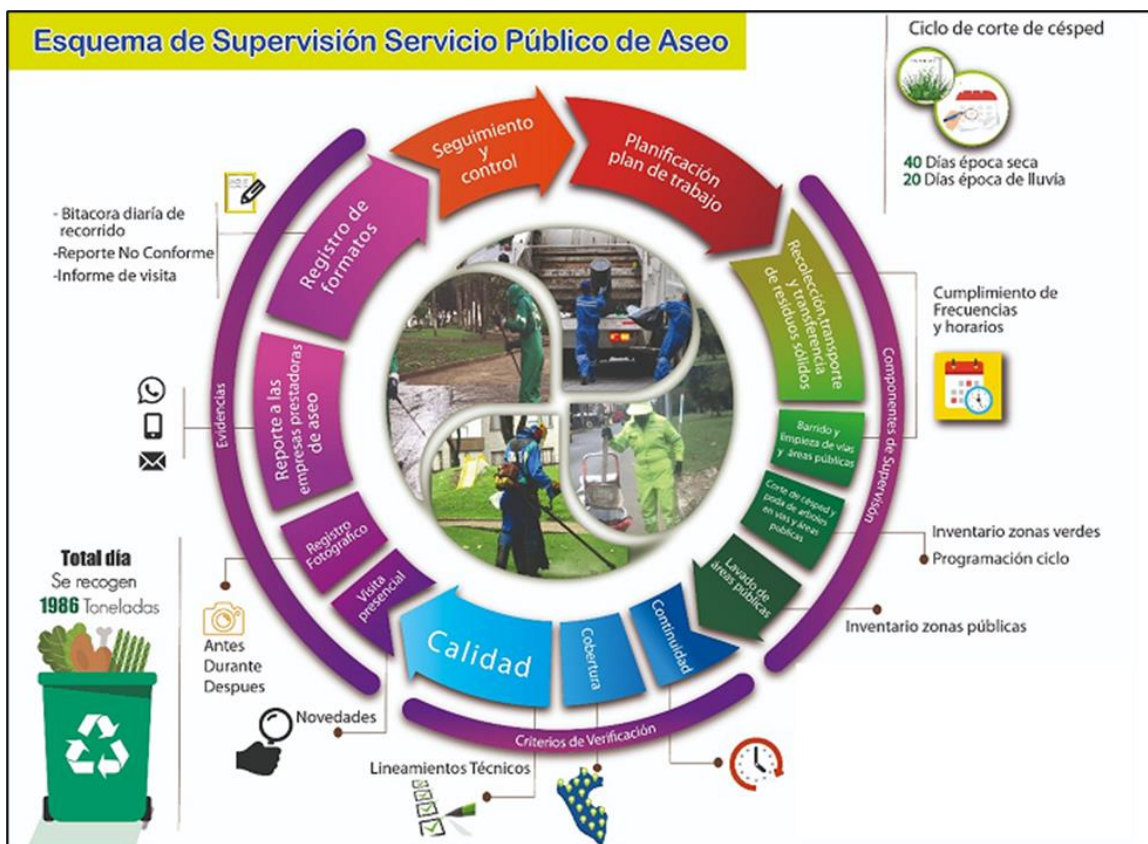 Esquema de Supervisión Servicio Público de Aseo
Ciclo de corte de césped
40 Días época seca
20 Días época de lluvía
Seguimiento
y
control
Planificación
plan de trabajo
Recolección,transporte
y transferencia
de residuos sólidos
Cumplimiento de
Frecuencias
y horarios
Barrido y
limpieza de vías
y áreas públicas
Componentes de Supervisón
Corte de césped y
poda de arboles
en vías y áreas
públicas
Inventario zonas verdes
Programación ciclo
Lavado de
áreas públicas
Inventario zonas públicas
Continuidad
Cobertura
Calidad
Criterios de Verificación
Lineamientos Técnicos
Visita
presencial
Novedades
Registro
Fotográfico
Antes
Durante
Despues
Reporte a las
empresas prestadoras
de aseo
Evidencias
Registro de
formatos
- Bitacora diaría de
recorrido
-Reporte No Conforme
-Informe de visita
Total día
Se recogen
1986 Toneladas